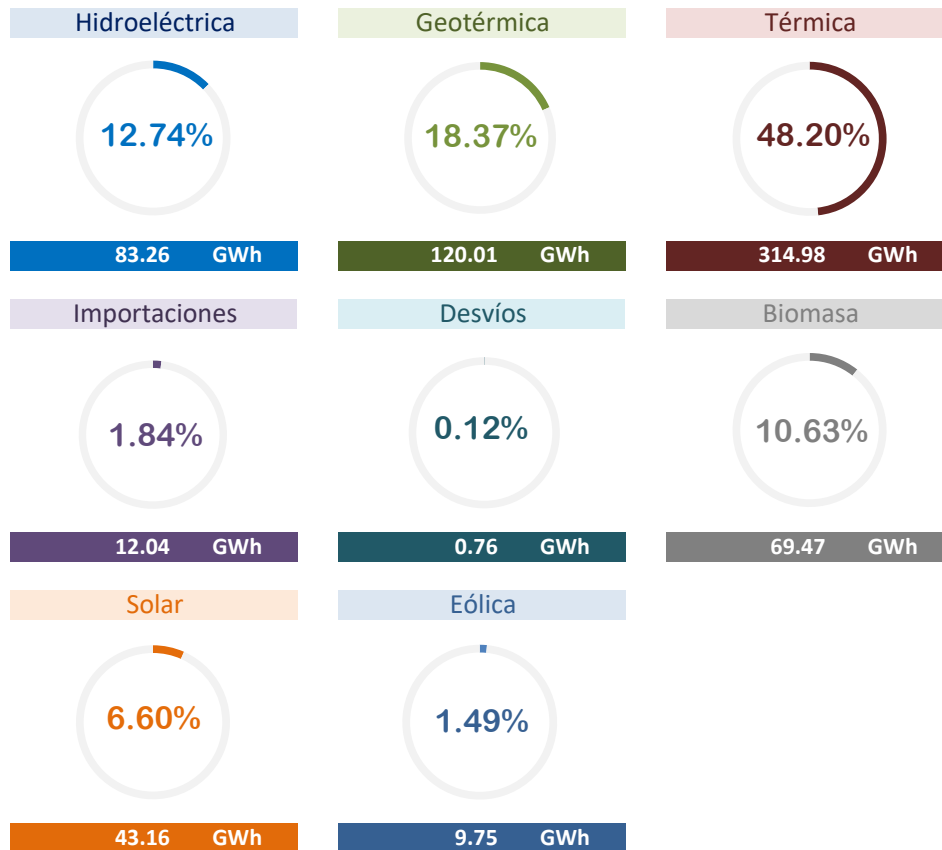 Hidroeléctrica
Geotérmica
Térmica
12.74%
18.37%
48.20%
83.26 GWh
120.01 GWh
314.98 GWh
Importaciones
Desvíos
Biomasa
1.84%
0.12%
10.63%
12.04 GWh
0.76 GWh
69.47 GWh
Solar
Eólica
6.60%
1.49%
43.16 GWh
9.75 GWh